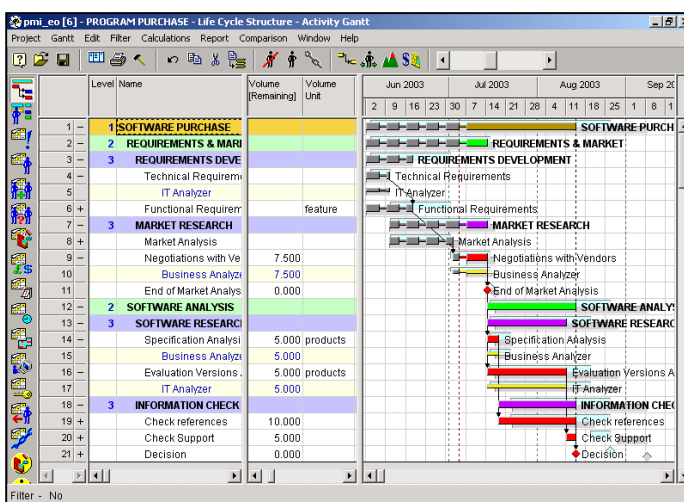 pmi_eo [6] - PROGRAM PURCHASE - Life Cycle Structure - Activity Gantt
Project Gantt Edit Filter Calculations Report Comparison Window Help
Level Name Volume [Remaining] Volume Unit
Jun 2003 Jul 2003 Aug 2003 Sep 20
2 9 16 23 30 7 14 21 28 4 11 18 25 1 8 1
1 − 1 SOFTWARE PURCHASE SOFTWARE PURCH
2 − 2 REQUIREMENTS & MARI REQUIREMENTS & MARKET
3 − 3 REQUIREMENTS DEVE REQUIREMENTS DEVELOPMENT
4 − Technical Requirem Technical Requirements
5 IT Analyzer IT Analyzer
6 + Functional Requirem feature Functional Requirements
7 − 3 MARKET RESEARCH MARKET RESEARCH
8 + Market Analysis Market Analysis
9 − Negotiations with Ve 7.500 Negotiations with Vendors
10 Business Analyze 7.500 Business Analyzer
11 End of Market Analys 0.000 End of Market Analysis
12 − 2 SOFTWARE ANALYSIS SOFTWARE ANALYS
13 − 3 SOFTWARE RESEARCI SOFTWARE RESEARC
14 − Specification Analysi 5.000 products Specification Analysis
15 Business Analyze 5.000 Business Analyzer
16 − Evaluation Versions . 5.000 products Evaluation Versions A
17 IT Analyzer 5.000 IT Analyzer
18 − 3 INFORMATION CHECK INFORMATION CHEC
19 + Check references 10.000 Check references
20 + Check Support 5.000 Check Support
21 + Decision 0.000 Decision
Filter - No